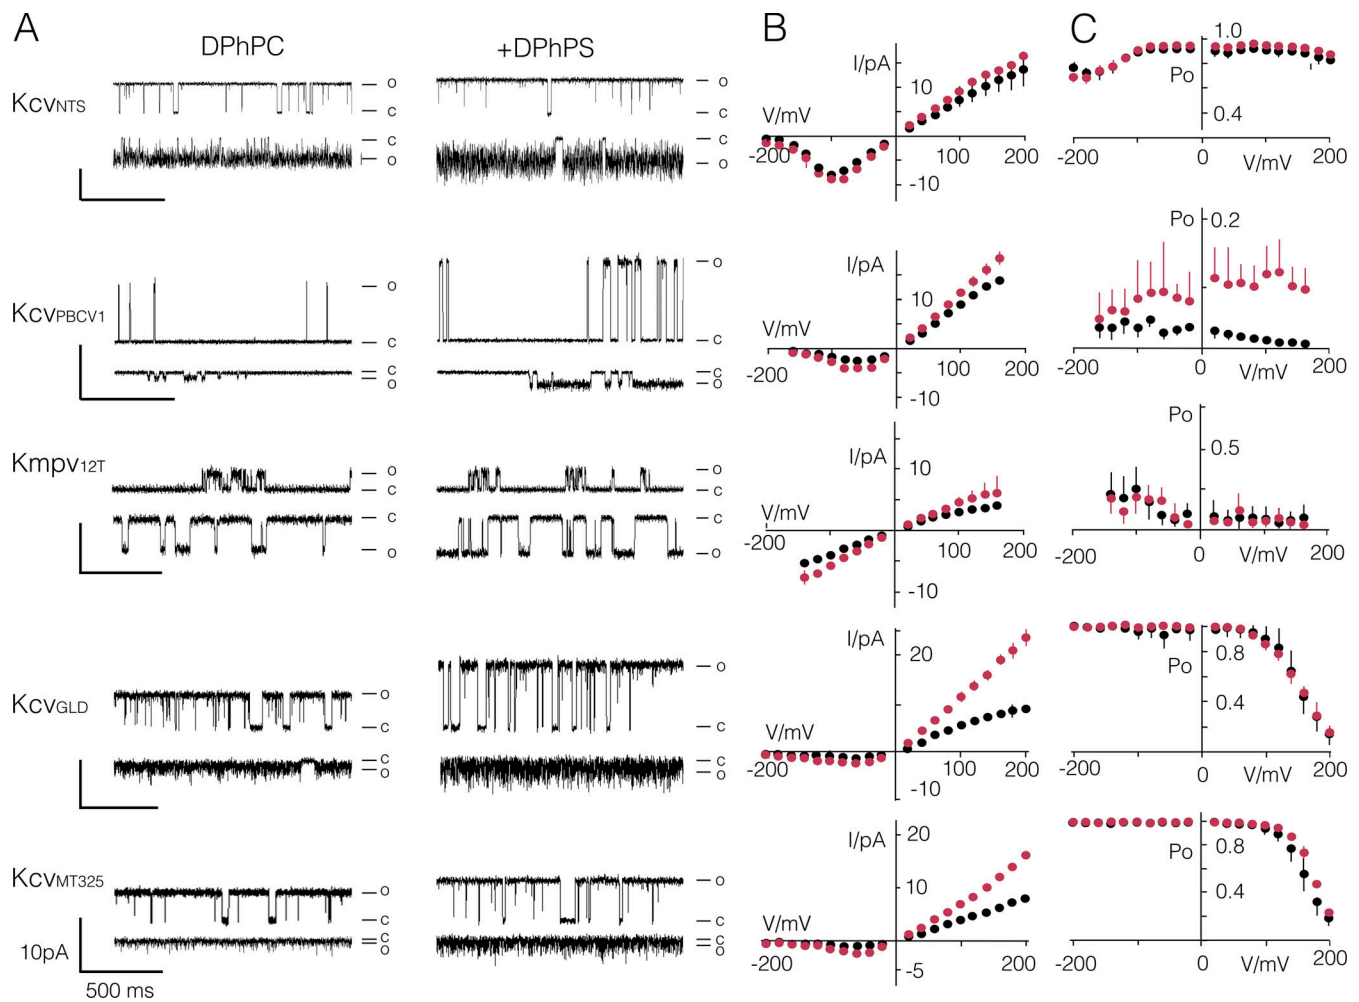 A B C
DPhPC +DPhPS
KcvNTS
o
c
c
o
o
c
c
o
I/pA
10
V/mV
-200
100
200
-10
1.0
Po
0.4
-200
0
200
V/mV
KcvPBCV1
o
c
c
o
o
c
c
o
I/pA
10
V/mV
-200
100
200
-10
Po
0.2
-200
0
V/mV
200
Kmpv12T
o
c
c
o
o
c
c
o
I/pA
10
V/mV
-200
100
200
-10
Po
0.5
-200
0
V/mV
200
KcvGLD
o
c
c
o
o
c
c
o
I/pA
20
V/mV
-200
100
200
-10
0.8
Po
0.4
-200
0
V/mV
200
KcvMT325
o
c
c
o
o
c
c
o
10pA
500 ms
I/pA
20
10
V/mV
-200
100
200
-5
0.8
Po
0.4
-200
0
V/mV
200